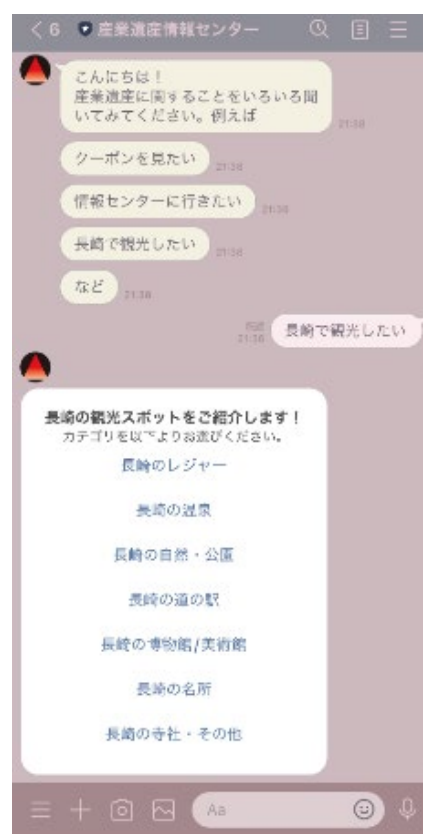 6 産業遺産情報センター
こんにちは！
産業遺産に関することをいろいろ聞
いてみてください。例えば
21:38
クーポンを見たい
21:38
情報センターに行きたい
21:38
長崎で観光したい
21:38
など
21:38
既読
21:38
長崎で観光したい
長崎の観光スポットをご紹介します！
カテゴリを以下よりお選びください。
長崎のレジャー
長崎の温泉
長崎の自然・公園
長崎の道の駅
長崎の博物館/美術館
長崎の名所
長崎の寺社・その他
Aa